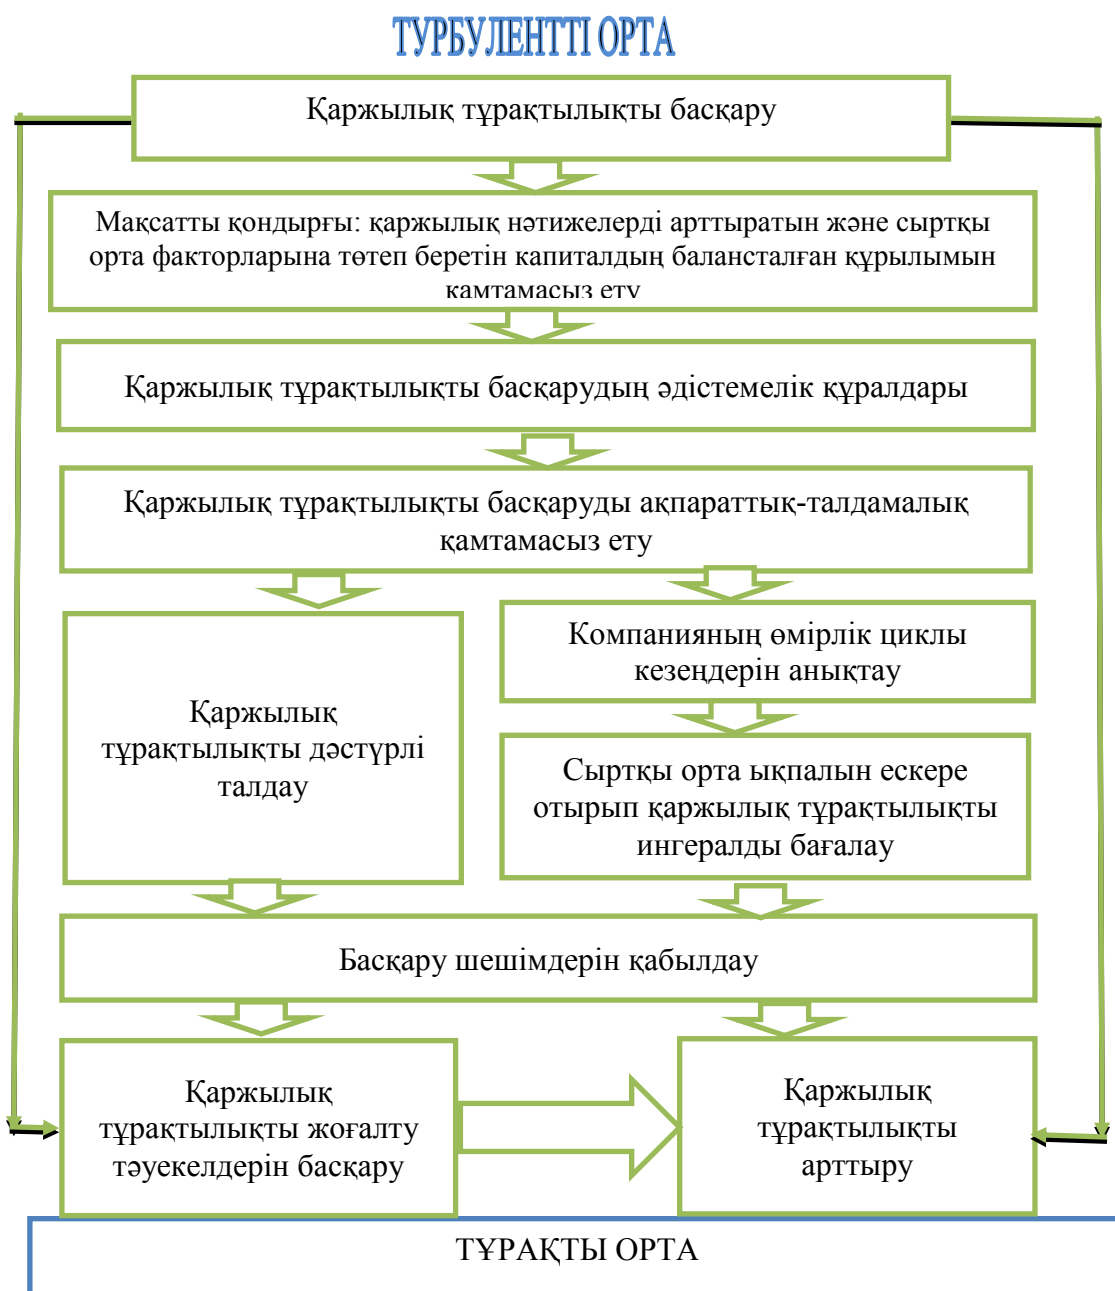 ТУРБУЛЕНТТІ ОРТА
Қаржылық тұрақтылықты басқару
Мақсатты қондырғы: қаржылық нәтижелерді арттыратын және сыртқы
орта факторларына төтеп беретін капиталдың балансталған құрылымын
қамтамасыз ету
Қаржылық тұрақтылықты басқарудың әдістемелік құралдары
Қаржылық тұрақтылықты басқаруды ақпараттық-талдамалық
қамтамасыз ету
Қаржылық
тұрақтылықты дәстүрлі
талдау
Компанияның өмірлік циклы
кезеңдерін анықтау
Сыртқы орта ықпалын ескере
отырып қаржылық тұрақтылықты
ингералды бағалау
Басқару шешімдерін қабылдау
Қаржылық
тұрақтылықты жоғалту
тәуекелдерін басқару
Қаржылық
тұрақтылықты
арттыру
ТҰРАҚТЫ ОРТА